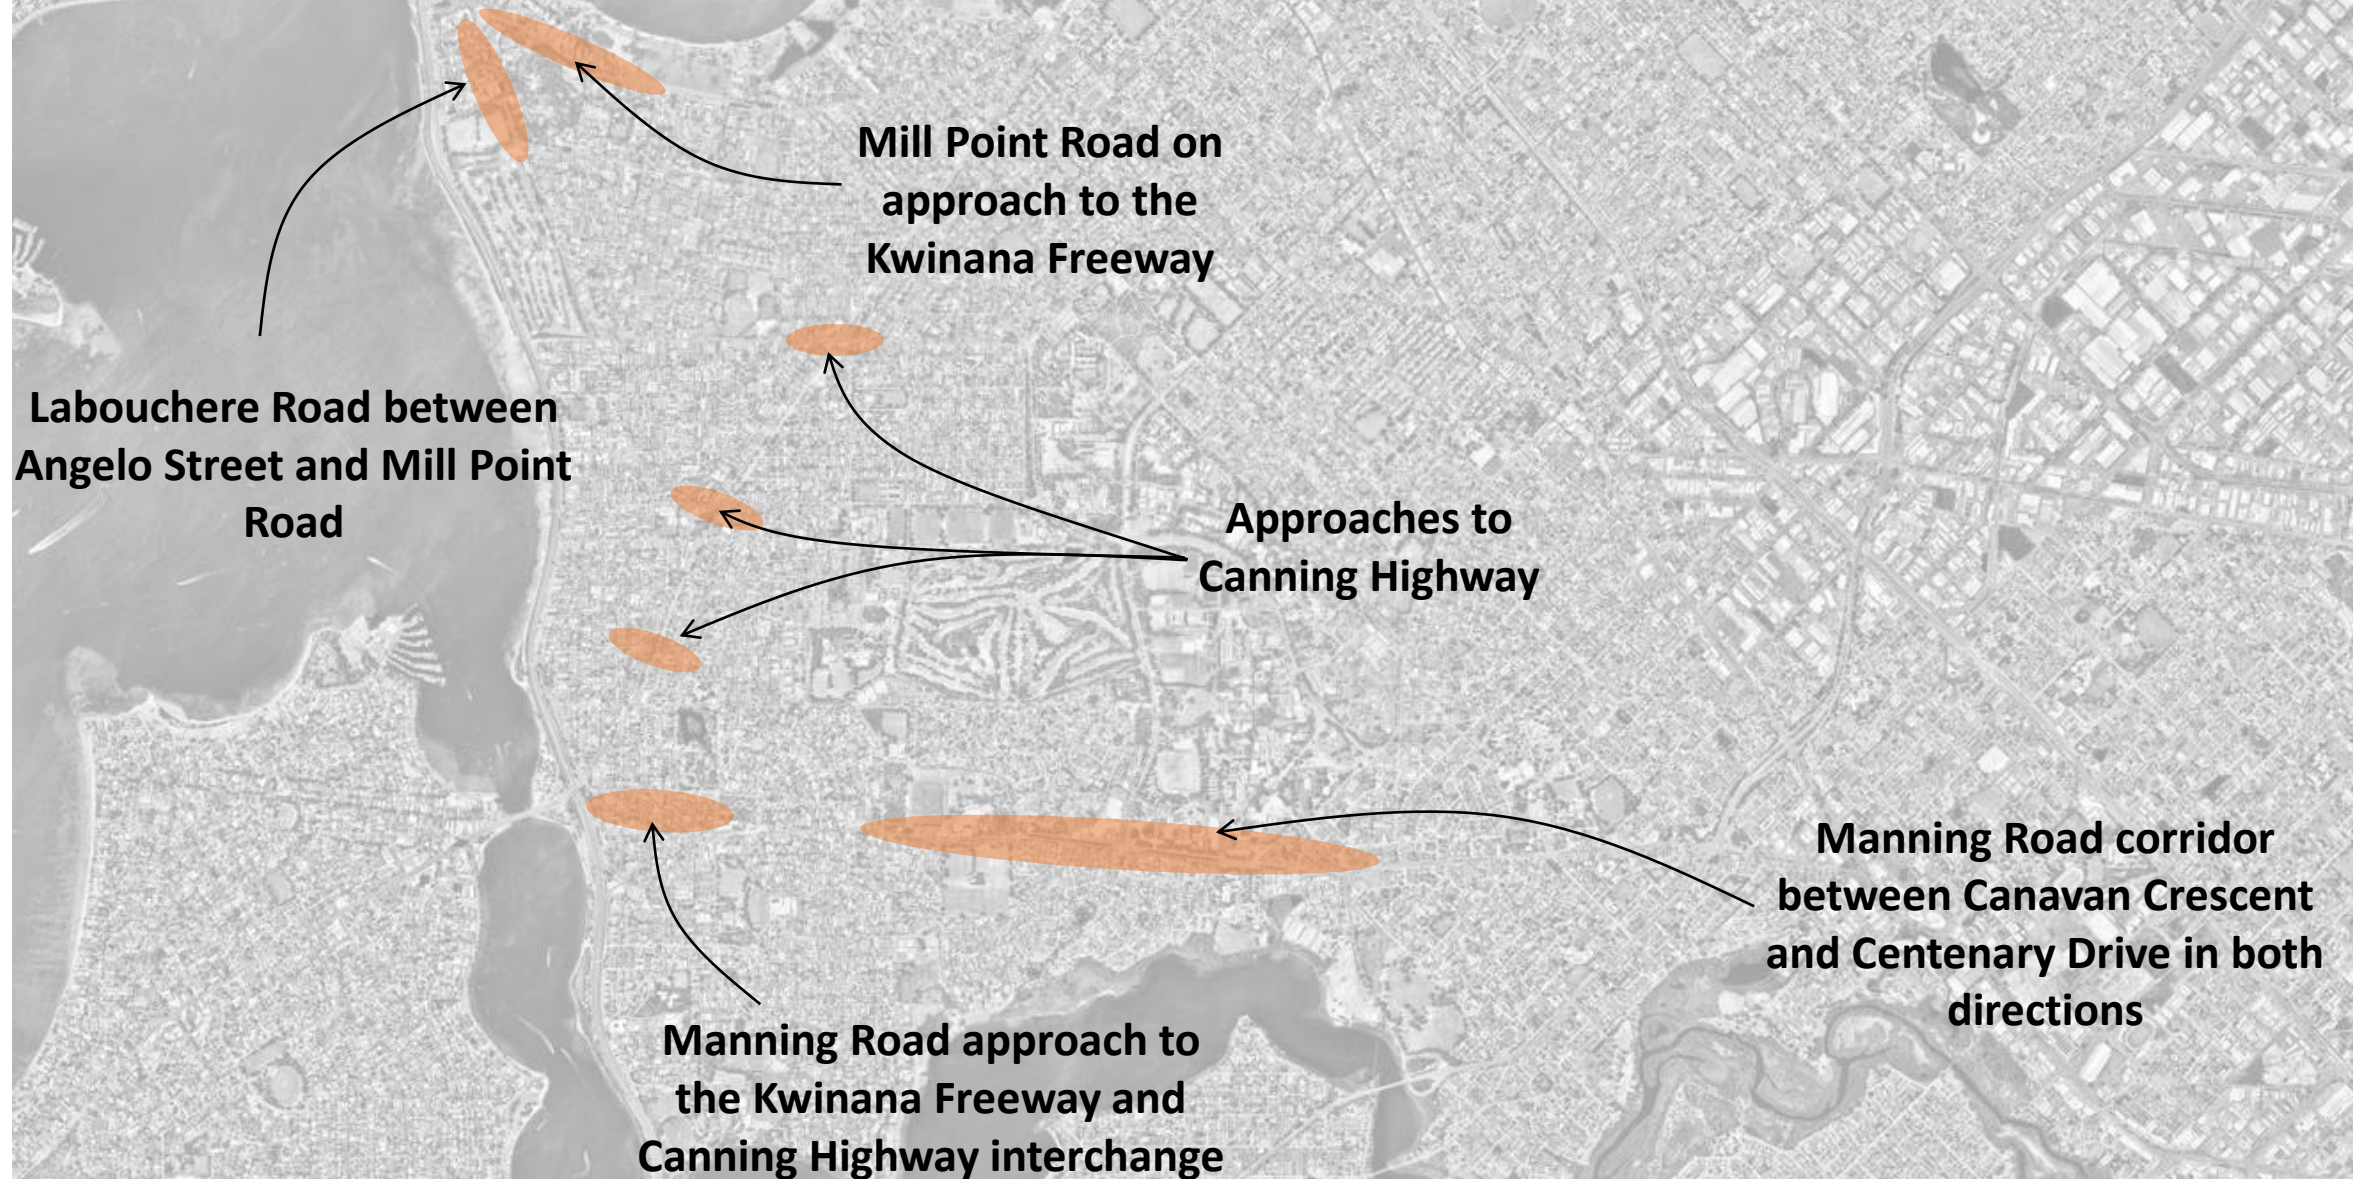 Mill Point Road on
approach to the
Kwinana Freeway
Labouchere Road between
Angelo Street and Mill Point
Road
Approaches to
Canning Highway
Manning Road corridor
between Canavan Crescent
and Centenary Drive in both
directions
Manning Road approach to
the Kwinana Freeway and
Canning Highway interchange